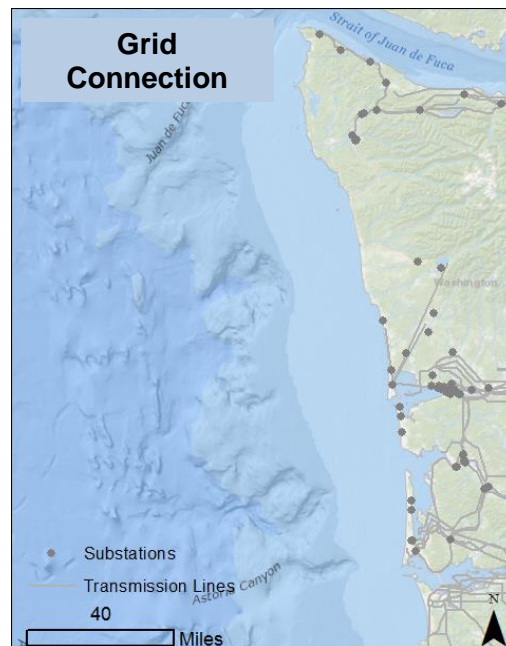 Grid
Connection
Strait of Juan de Fuca
Juan de Fuca
Washington
Substations
Transmission Lines
Astoria Canyon
40
Miles
N